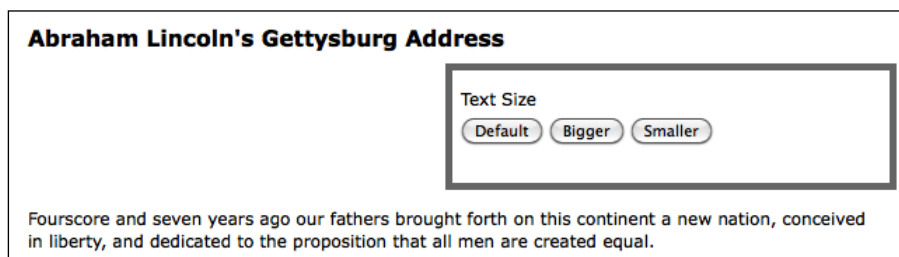 Abraham Lincoln's Gettysburg Address
Text Size
Default Bigger Smaller
Fourscore and seven years ago our fathers brought forth on this continent a new nation, conceived
in liberty, and dedicated to the proposition that all men are created equal.